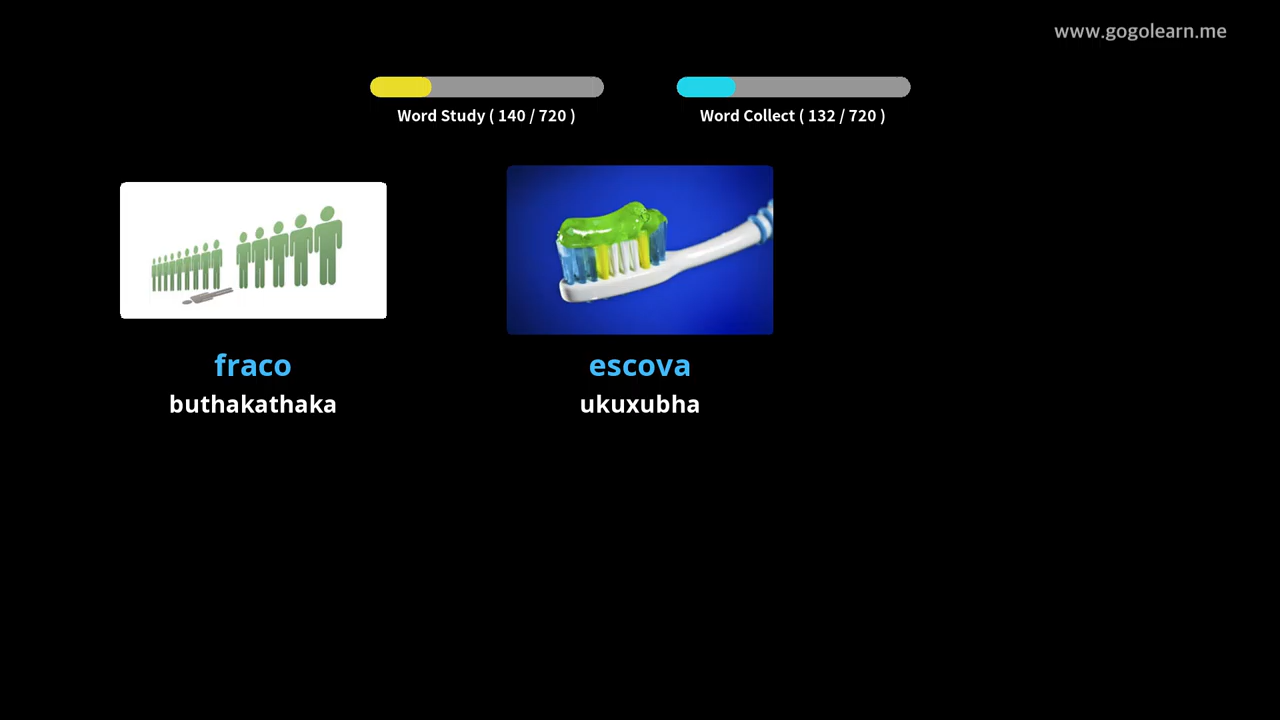 www.gogolearn.me
Word Study ( 140 / 720 )
Word Collect ( 132 / 720 )
fraco
buthakathaka
escova
ukuxubha